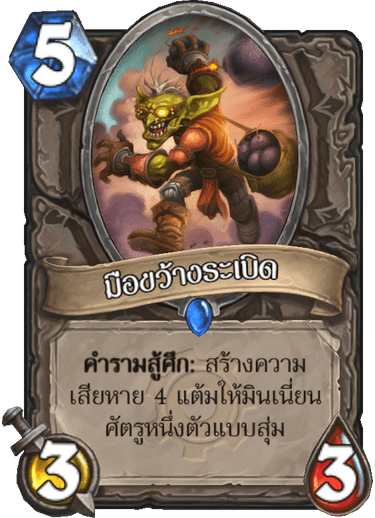 5
มือขว้างระเบิด
คำรามสู้ศึก: สร้างความ
เสียหาย 4 แต้มให้มินเนี่ยน
ศัตรูหนึ่งตัวแบบสุ่ม
3 3